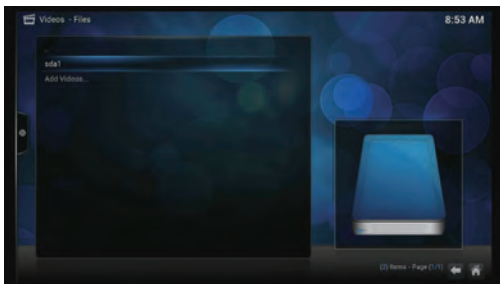 Videos - Files
8:53 AM
..
sda1
Add Videos...
(2) Items - Page (1/1)